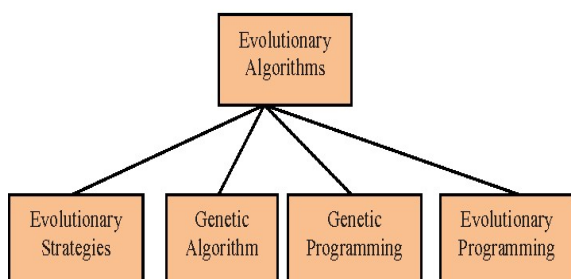 Evolutionary
Algorithms
Evolutionary
Strategies
Genetic
Algorithm
Genetic
Programming
Evolutionary
Programming